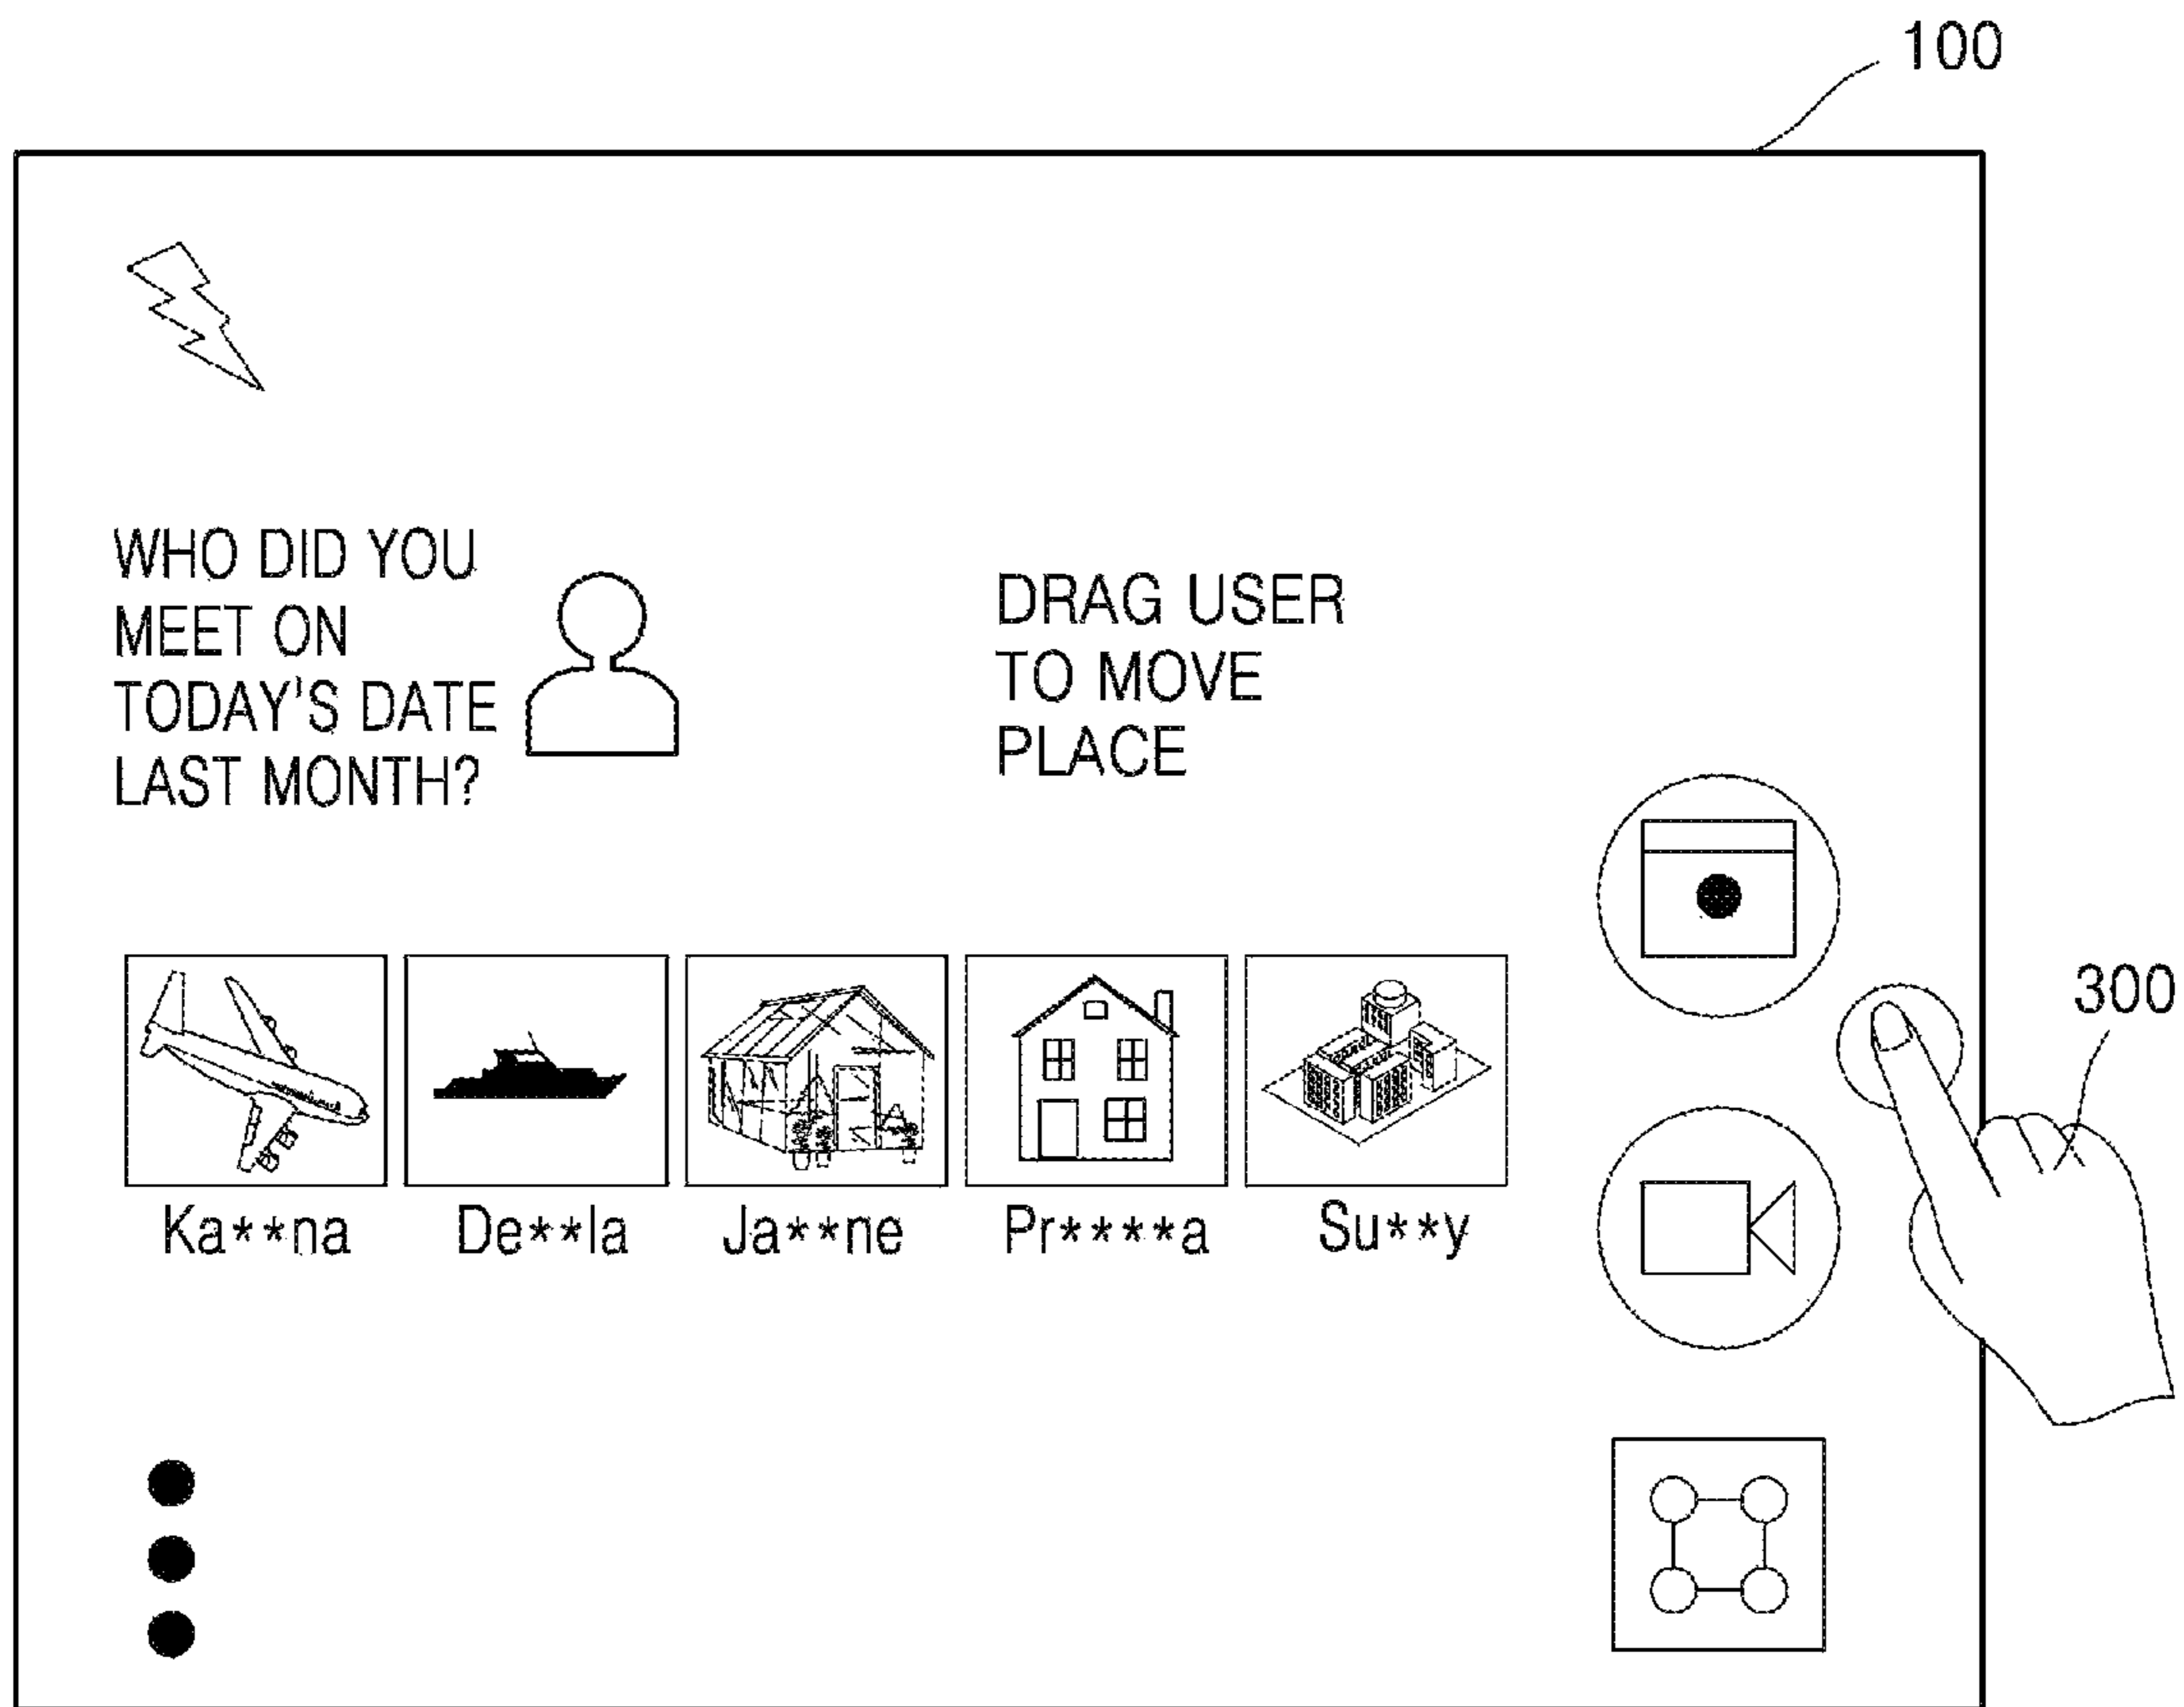 100
WHO DID YOU
MEET ON
TODAY'S DATE
LAST MONTH?
DRAG USER
TO MOVE
PLACE
300
Ka**na
De**la
Ja**ne
Pr****a
Su**y